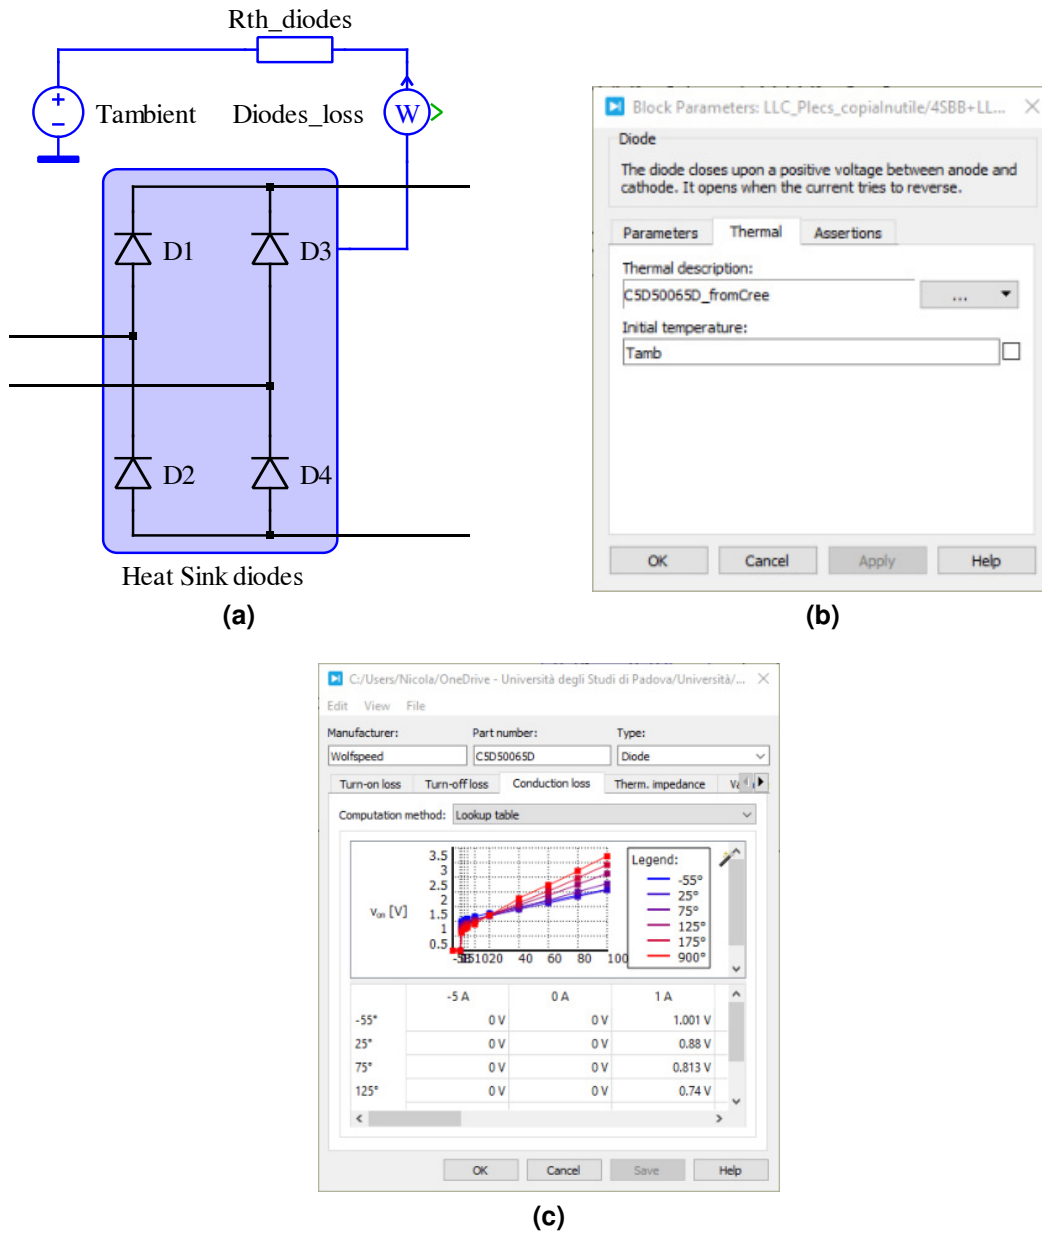 Rth_diodes
Tambient
Diodes_loss
W
D1
D3
D2
D4
Heat Sink diodes
(a)
Block Parameters: LLC_Plecs_copiaInutile/4SBB+LL...
Diode
The diode closes upon a positive voltage between anode and
cathode. It opens when the current tries to reverse.
Parameters
Thermal
Assertions
Thermal description:
C5D50065D_fromCree
...
Initial temperature:
Tamb
OK
Cancel
Apply
Help
(b)
C:/Users/Nicola/OneDrive - Università degli Studi di Padova/Università/...
Edit View File
Manufacturer: Part number: Type:
Wolfspeed C5D50065D Diode
Turn-on loss Turn-off loss Conduction loss Therm. impedance
Computation method: Lookup table
3.5
3
2.5
2
1.5
1
0.5
von [V]
1020 40 60 80 100
Legend:
-55°
25°
75°
125°
175°
900°
-5 A 0 A 1 A
-55° 0 V 0 V 1.001 V
25° 0 V 0 V 0.88 V
75° 0 V 0 V 0.813 V
125° 0 V 0 V 0.74 V
OK Cancel Save Help
(c)